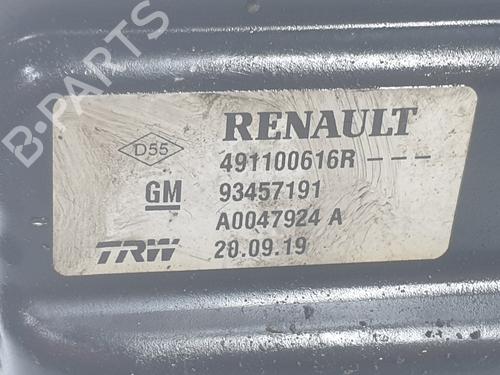 B-PARTS
D55
RENAULT
491100616R ---
GM 93457191
A0047924 A
TRW 20.09.19